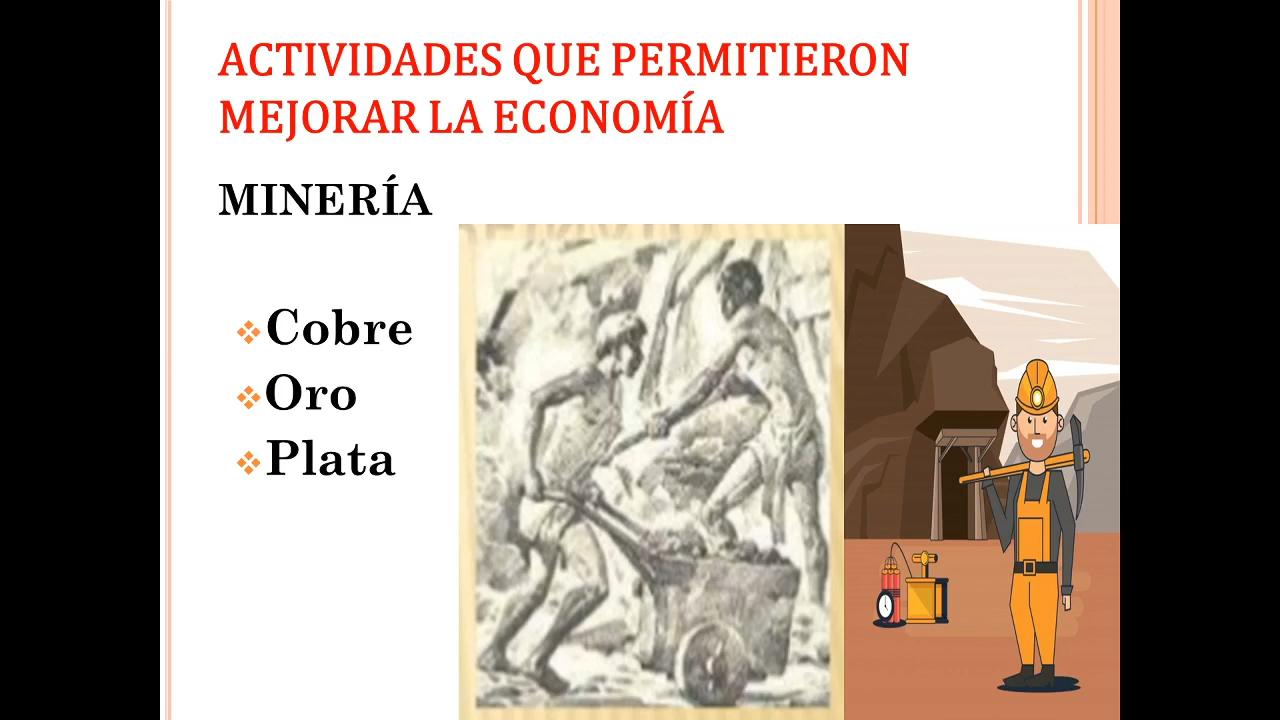 ACTIVIDADES QUE PERMITIERON
MEJORAR LA ECONOMÍA
MINERÍA
Cobre
Oro
Plata